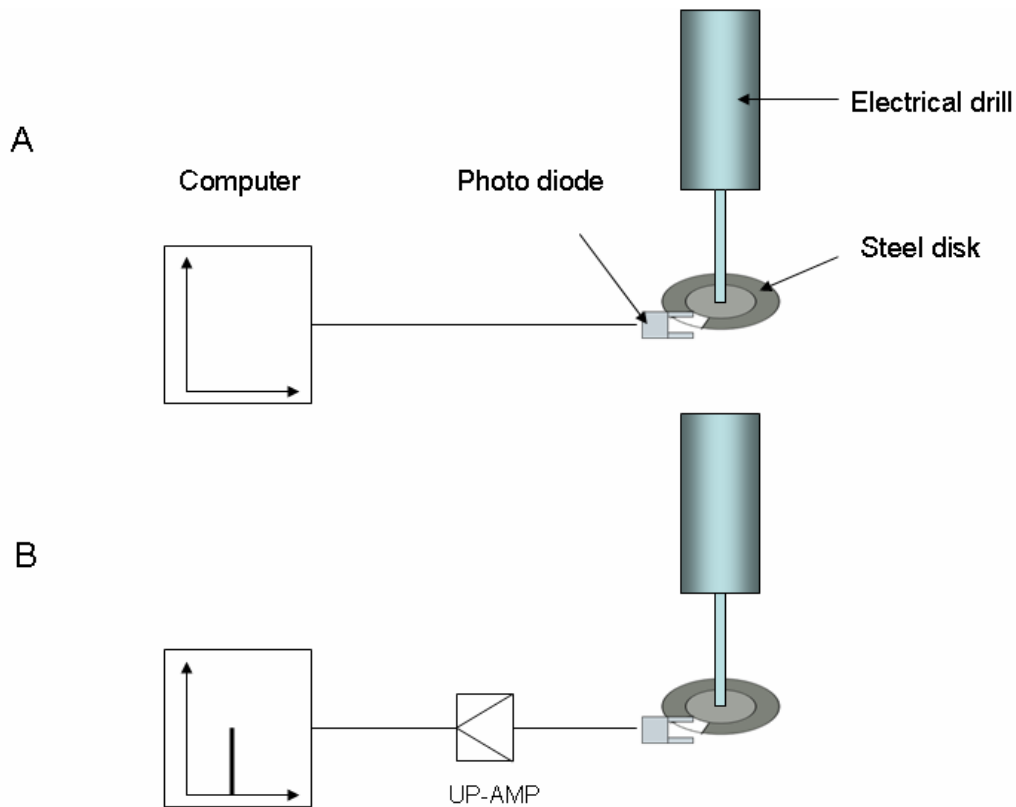 A
Computer
Photo diode
Electrical drill
Steel disk
B
UP-AMP